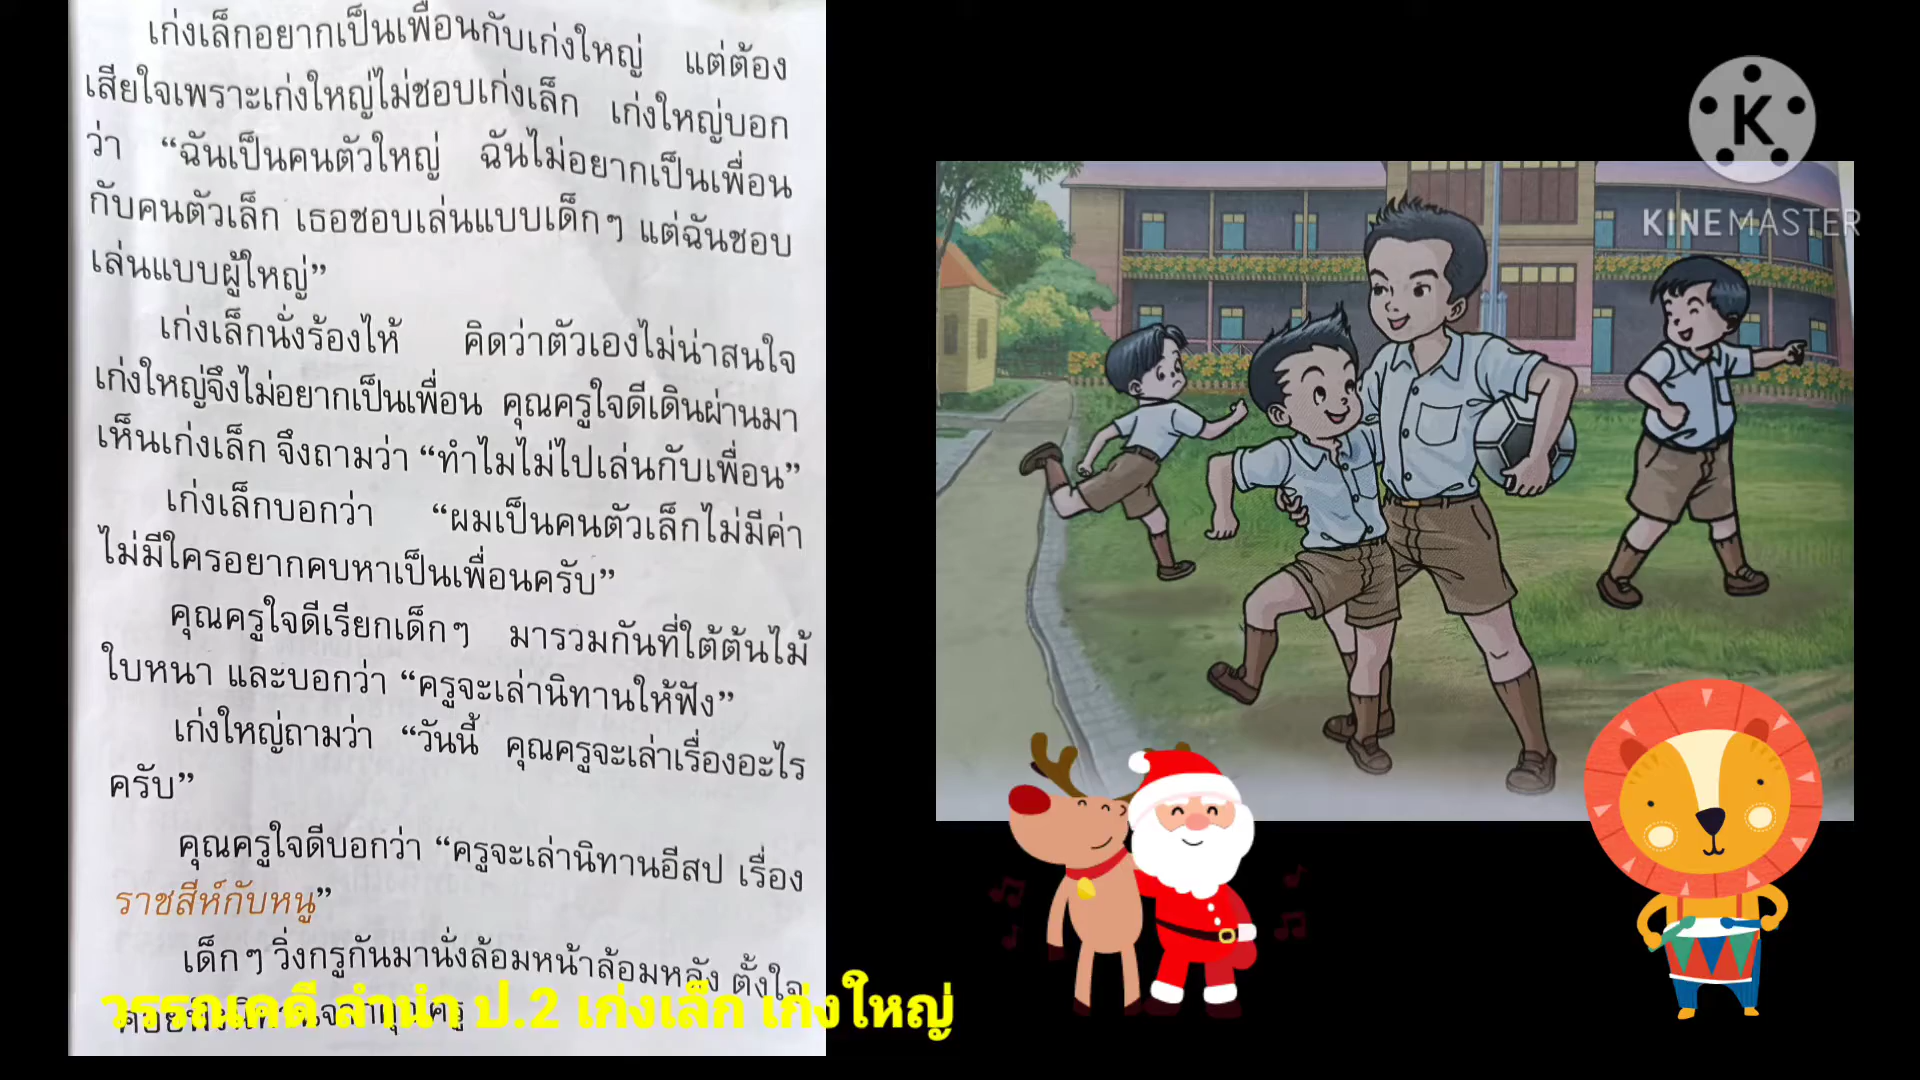 เก่งเล็กอยากเป็นเพื่อนกับเก่งใหญ่ แต่ต้อง
เสียใจเพราะเก่งใหญ่ไม่ชอบเก่งเล็ก เก่งใหญ่บอก
ว่า “ฉันเป็นคนตัวใหญ่ ฉันไม่อยากเป็นเพื่อน
กับคนตัวเล็ก เธอชอบเล่นแบบเด็กๆ แต่ฉันชอบ
เล่นแบบผู้ใหญ่”
เก่งเล็กนั่งร้องไห้ คิดว่าตัวเองไม่น่าสนใจ
เก่งใหญ่จึงไม่อยากเป็นเพื่อน คุณครูใจดีเดินผ่านมา
เห็นเก่งเล็ก จึงถามว่า “ทำไมไม่ไปเล่นกับเพื่อน”
เก่งเล็กบอกว่า “ผมเป็นคนตัวเล็กไม่มีค่า
ไม่มีใครอยากคบหาเป็นเพื่อนครับ”
คุณครูใจดีเรียกเด็กๆ มารวมกันที่ใต้ต้นไม้
ใบหนา และบอกว่า “ครูจะเล่านิทานให้ฟัง”
เก่งใหญ่ถามว่า “วันนี้ คุณครูจะเล่าเรื่องอะไร
ครับ”
คุณครูใจดีบอกว่า “ครูจะเล่านิทานอีสป เรื่อง
ราชสีห์กับหนู”
เด็กๆ วิ่งกรูกันมานั่งล้อมหน้าล้อมหลัง ตั้งใจ
วรรณคดี ลำนำ ป.2 เก่งเล็ก เก่งใหญ่
K
KINEMASTER